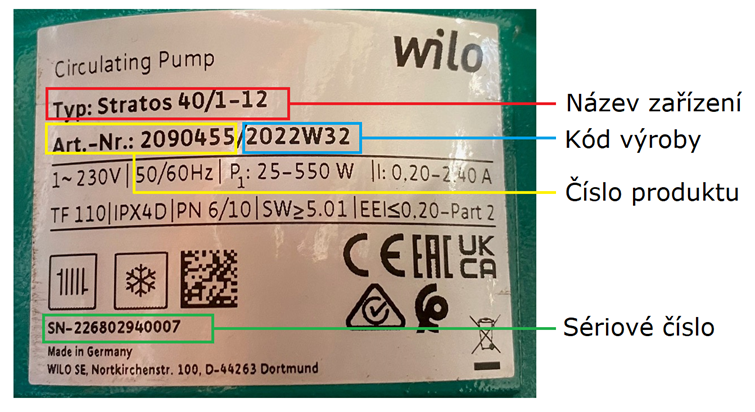 wilo
Circulating Pump
Typ: Stratos 40/1-12
Název zařízení
Art.-Nr.: 2090455/2022W32
Kód výroby
1~230V|50/60Hz|P1: 25-550 W |I: 0,20-2,40 A
Číslo produktu
TF 110|IPX4D|PN 6/10|SW≥5.01|EEI≤0,20-Part 2
CE EAC UK CA
SN-226802940007
Sériové číslo
Made in Germany
WILO SE, Nortkirchenstr. 100, D-44263 Dortmund